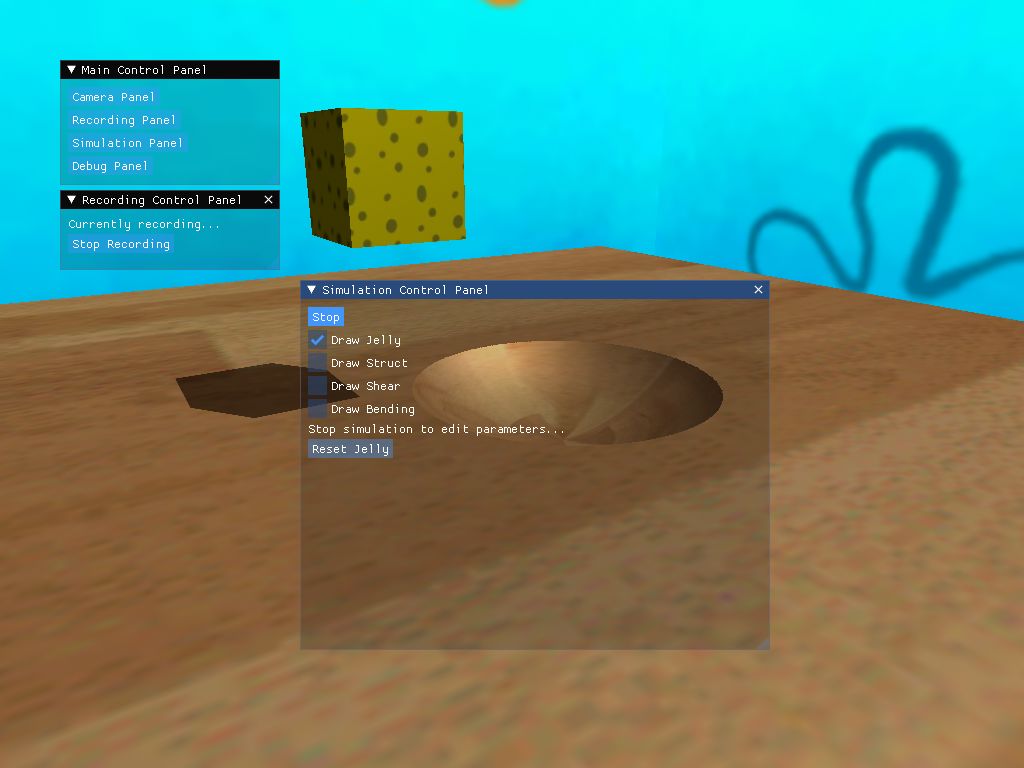 Main Control Panel
Camera Panel
Recording Panel
Simulation Panel
Debug Panel
Recording Control Panel
Currently recording...
Stop Recording
Simulation Control Panel
Stop
Draw Jelly
Draw Struct
Draw Shear
Draw Bending
Stop simulation to edit parameters...
Reset Jelly